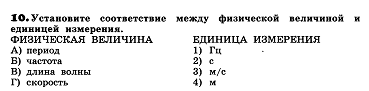 10. Установите соответствие между физической величиной и
единицей измерения.
ФИЗИЧЕСКАЯ ВЕЛИЧИНА ЕДИНИЦА ИЗМЕРЕНИЯ
А) период 1) Гц
Б) частота 2) с
В) длина волны 3) м/с
Г) скорость 4) м